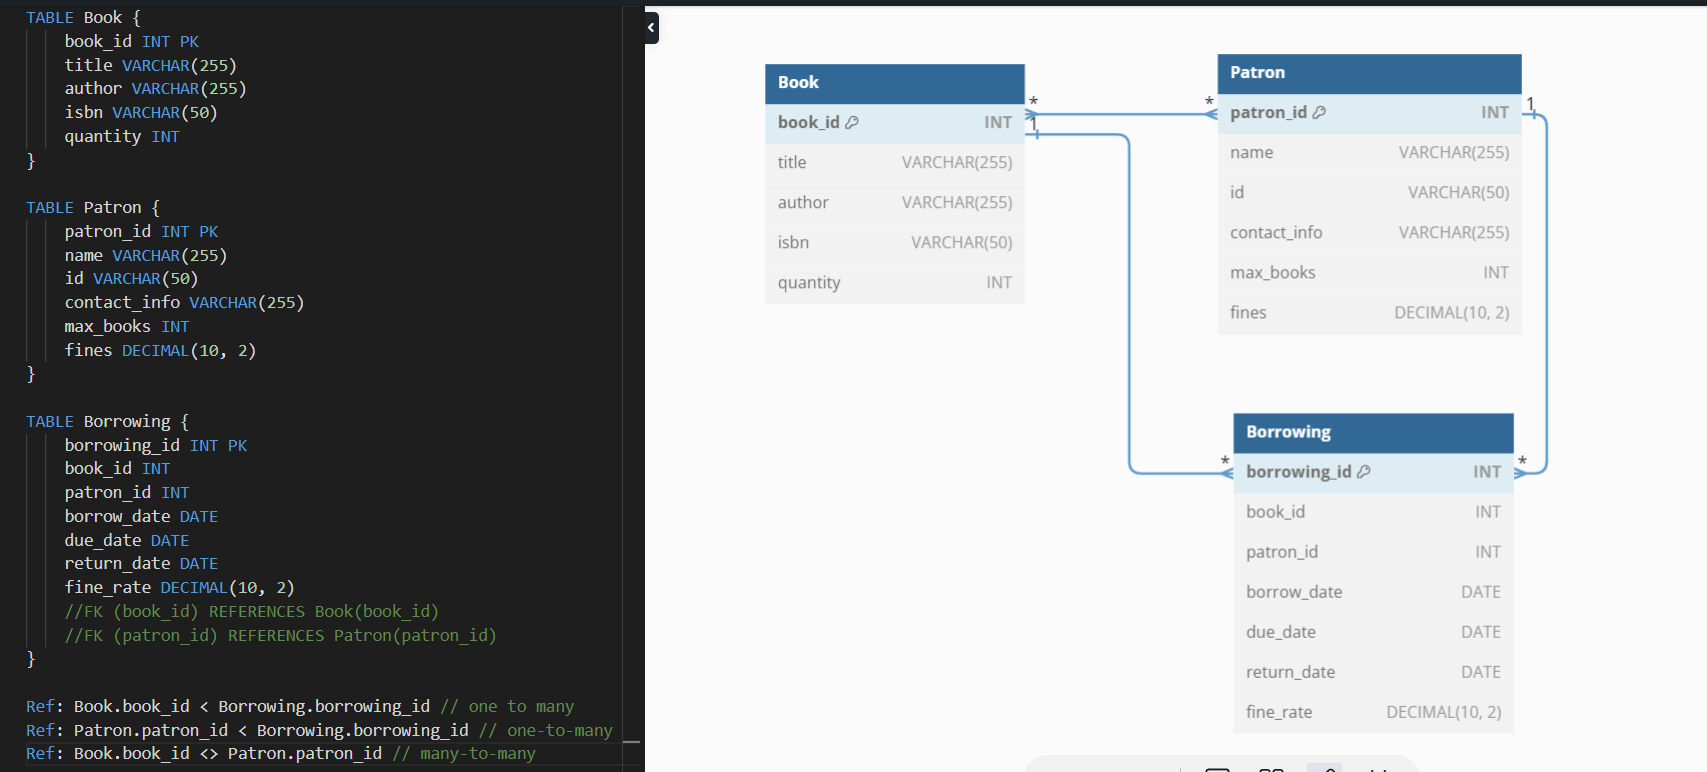 TABLE Book {
book_id INT PK
title VARCHAR(255)
author VARCHAR(255)
isbn VARCHAR(50)
quantity INT
}
TABLE Patron {
patron_id INT PK
name VARCHAR(255)
id VARCHAR(50)
contact_info VARCHAR(255)
max_books INT
fines DECIMAL(10, 2)
}
TABLE Borrowing {
borrowing_id INT PK
book_id INT
patron_id INT
borrow_date DATE
due_date DATE
return_date DATE
fine_rate DECIMAL(10, 2)
//FK (book_id) REFERENCES Book(book_id)
//FK (patron_id) REFERENCES Patron(patron_id)
}
Ref: Book.book_id < Borrowing.borrowing_id // one to many
Ref: Patron.patron_id < Borrowing.borrowing_id // one-to-many
Ref: Book.book_id <> Patron.patron_id // many-to-many
Book
* 
book_id INT
1
title VARCHAR(255)
author VARCHAR(255)
isbn VARCHAR(50)
quantity INT
Patron
* 1
patron_id INT
name VARCHAR(255)
id VARCHAR(50)
contact_info VARCHAR(255)
max_books INT
fines DECIMAL(10, 2)
Borrowing
* *
borrowing_id INT
book_id INT
patron_id INT
borrow_date DATE
due_date DATE
return_date DATE
fine_rate DECIMAL(10, 2)